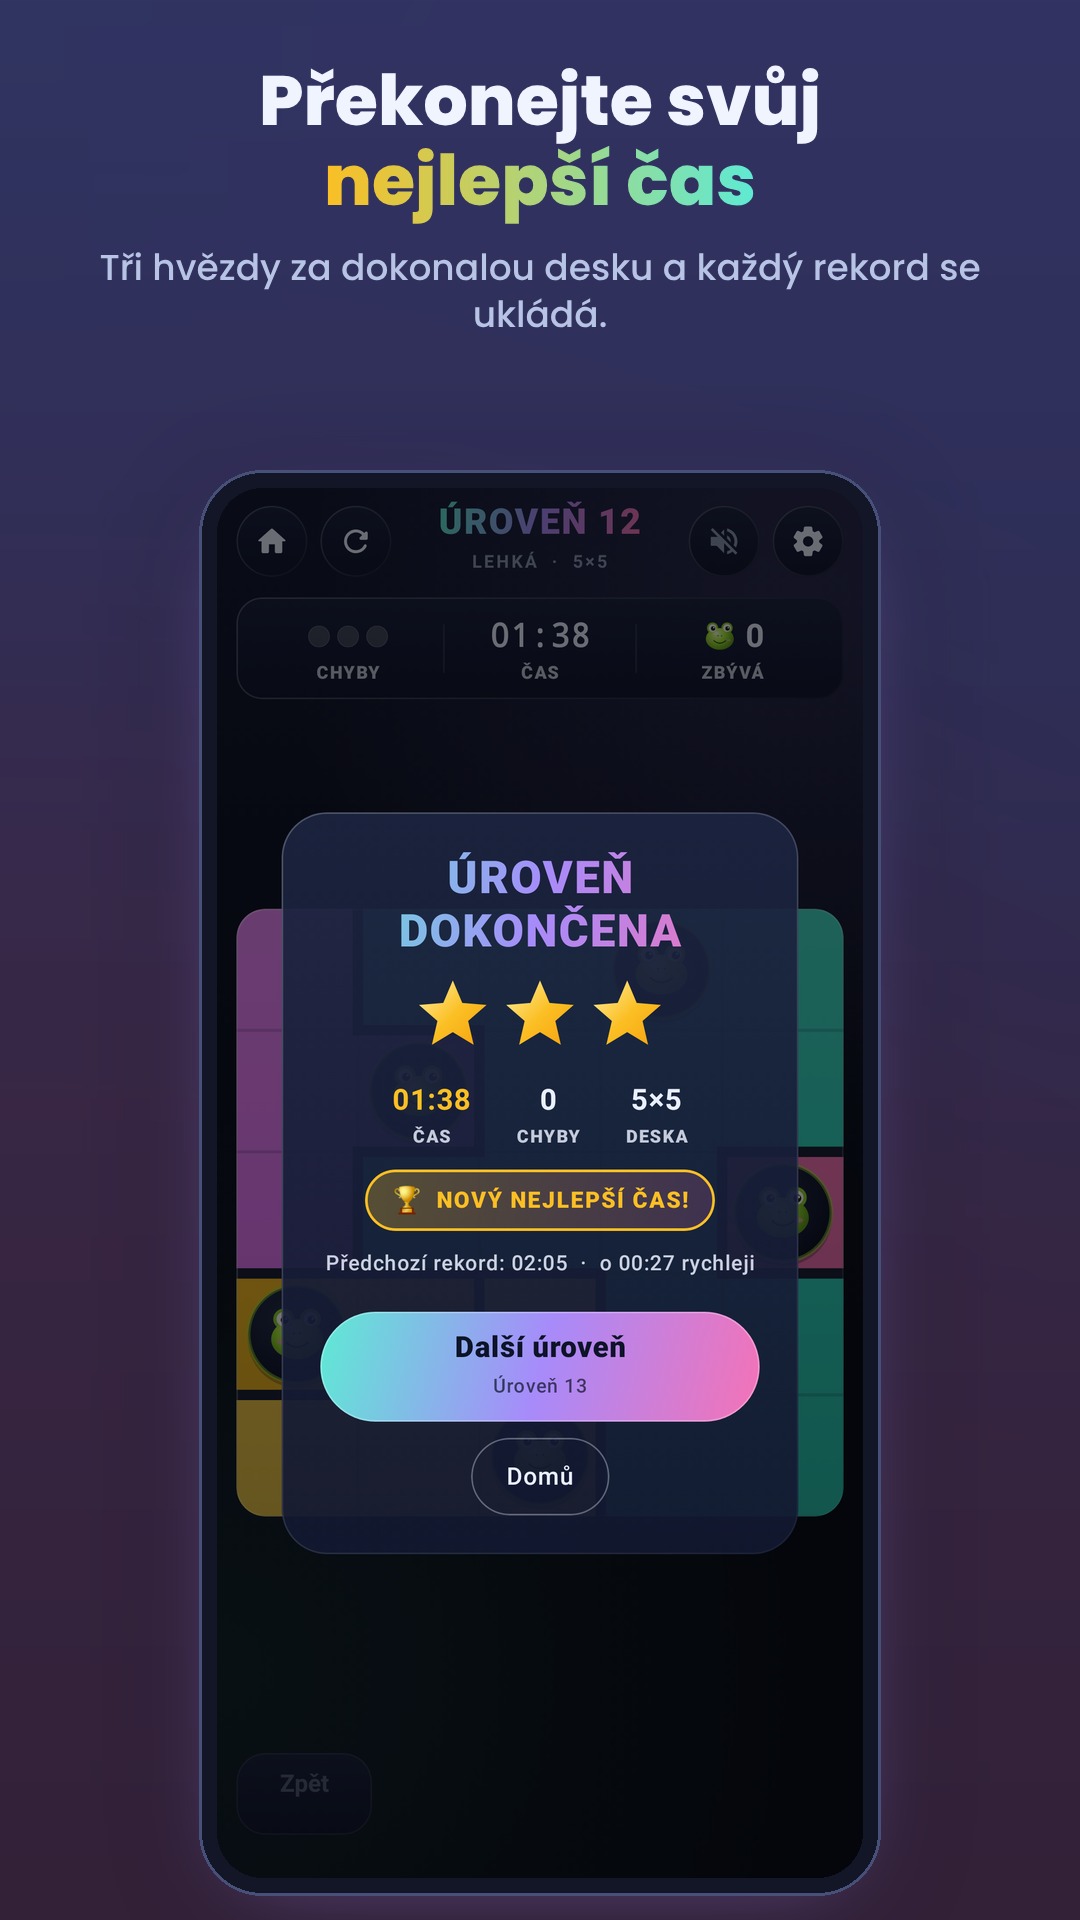 Překonejte svůj
nejlepší čas
Tři hvězdy za dokonalou desku a každý rekord se
ukládá.
ÚROVEŇ 12
LEHKÁ · 5×5
01:38
0
CHYBY
ČAS
ZBÝVÁ
ÚROVEŇ
DOKONČENA
01:38
0
5×5
ČAS
CHYBY
DESKA
NOVÝ NEJLEPŠÍ ČAS!
Předchozí rekord: 02:05 · o 00:27 rychleji
Další úroveň
Úroveň 13
Domů
Zpět